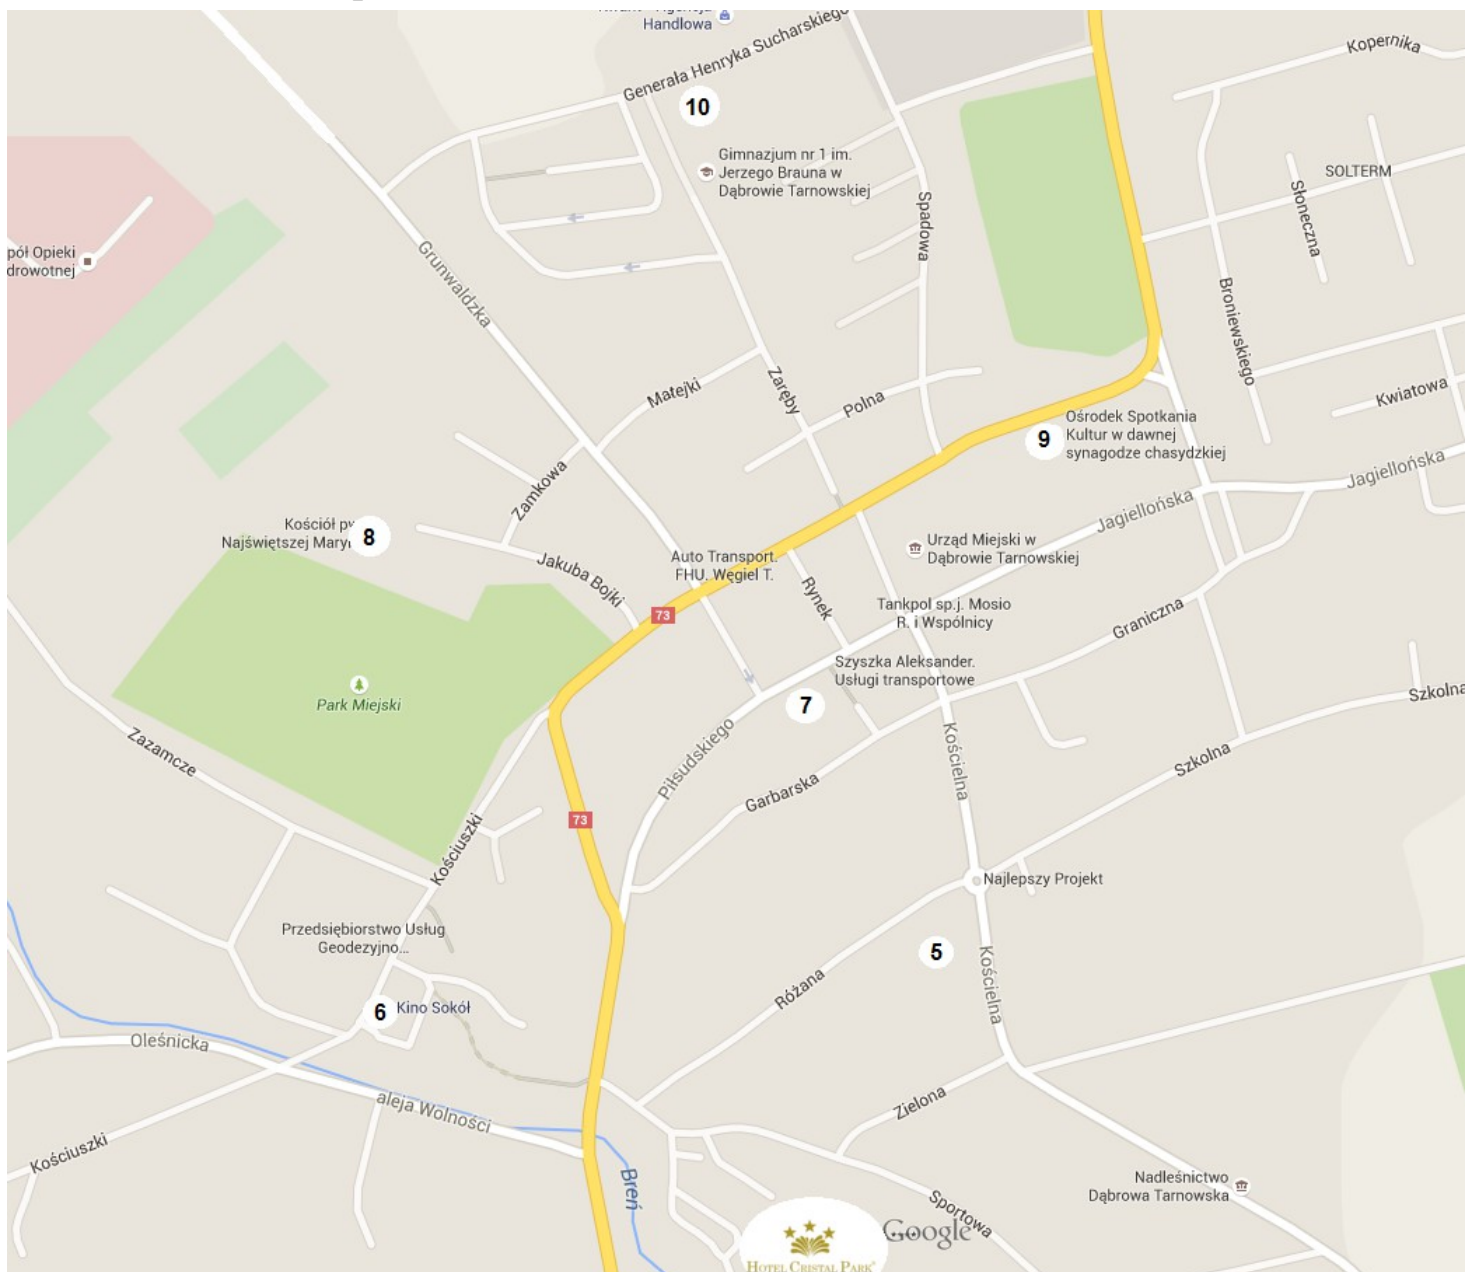 Handlowa
Generała Henryka Sucharskiego
10
Kopernika
Gimnazjum nr 1 im.
Jerzego Brauna w
Dąbrowie Tarnowskiej
SOLTERM
Słoneczna
Spadowa
pół Opieki
drowotnej
Grunwaldzka
Broniewskiego
Matejki
Zaręby
Polna
Kwiatowa
9
Ośrodek Spotkania
Kultur w dawnej
synagodze chasydzkiej
Jagiellońska
Zamkowa
Jagiellońska
Kościół pw
Najświętszej Mary
8
Jakuba Bojki
Auto Transport.
FHU. Węgiel T.
Urząd Miejski w
Dąbrowie Tarnowskiej
Rynek
73
Tankpol sp.j. Mosio
R. i Wspólnicy
Graniczna
Szyszka Aleksander.
Usługi transportowe
Park Miejski
7
Szkolna
Zazamcze
Piłsudskiego
Kościelna
Szkolna
Garbarska
73
Kościuszki
Najlepszy Projekt
Przedsiębiorstwo Usług
Geodezyjno...
5
Kościelna
Różana
6
Kino Sokół
Oleśnicka
aleja Wolności
Zielona
Kościuszki
Breń
Nadleśnictwo
Dąbrowa Tarnowska
Sportowa
Google
HOTEL CRISTAL PARK